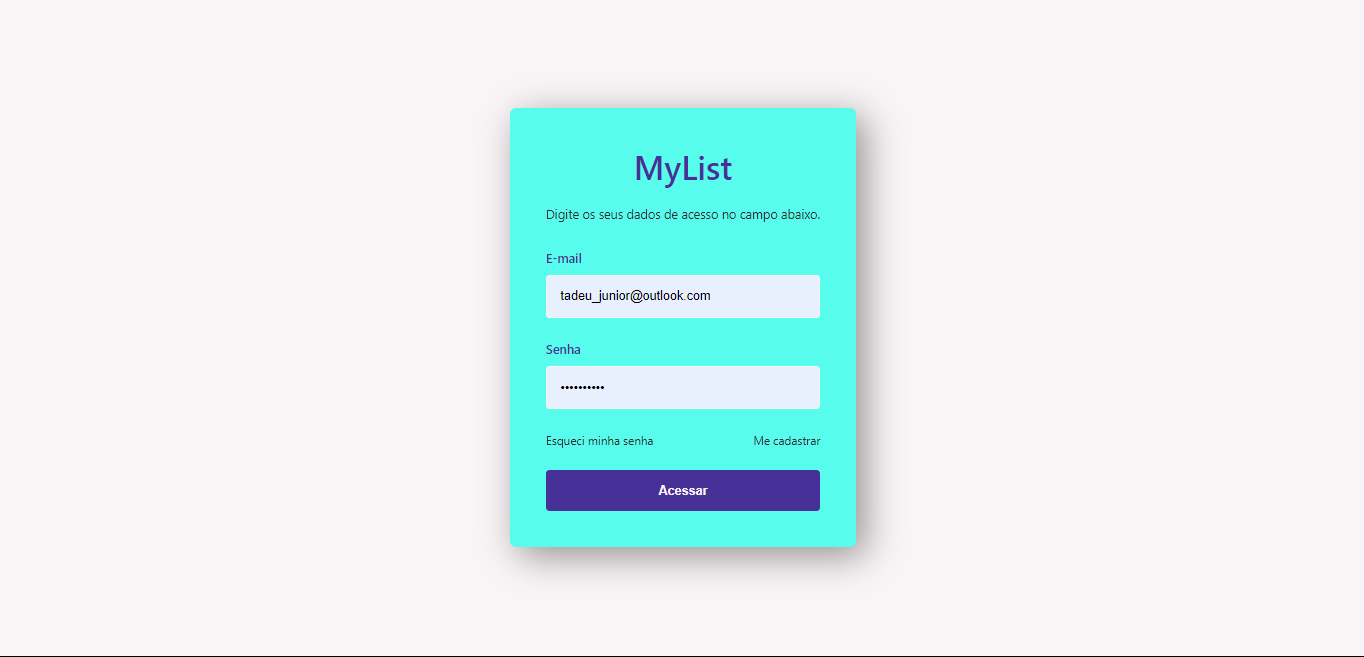 MyList
Digite os seus dados de acesso no campo abaixo.
E-mail
tadeu_junior@outlook.com
Senha
••••••••••
Esqueci minha senha Me cadastrar
Acessar